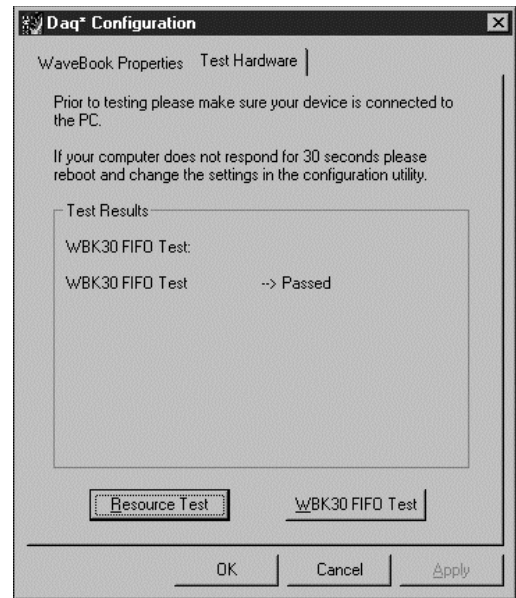 Daq* Configuration
WaveBook Properties Test Hardware
Prior to testing please make sure your device is connected to
the PC.
If your computer does not respond for 30 seconds please
reboot and change the settings in the configuration utility.
Test Results
WBK30 FIFO Test:
WBK30 FIFO Test --> Passed
Resource Test WBK30 FIFO Test
OK Cancel Apply